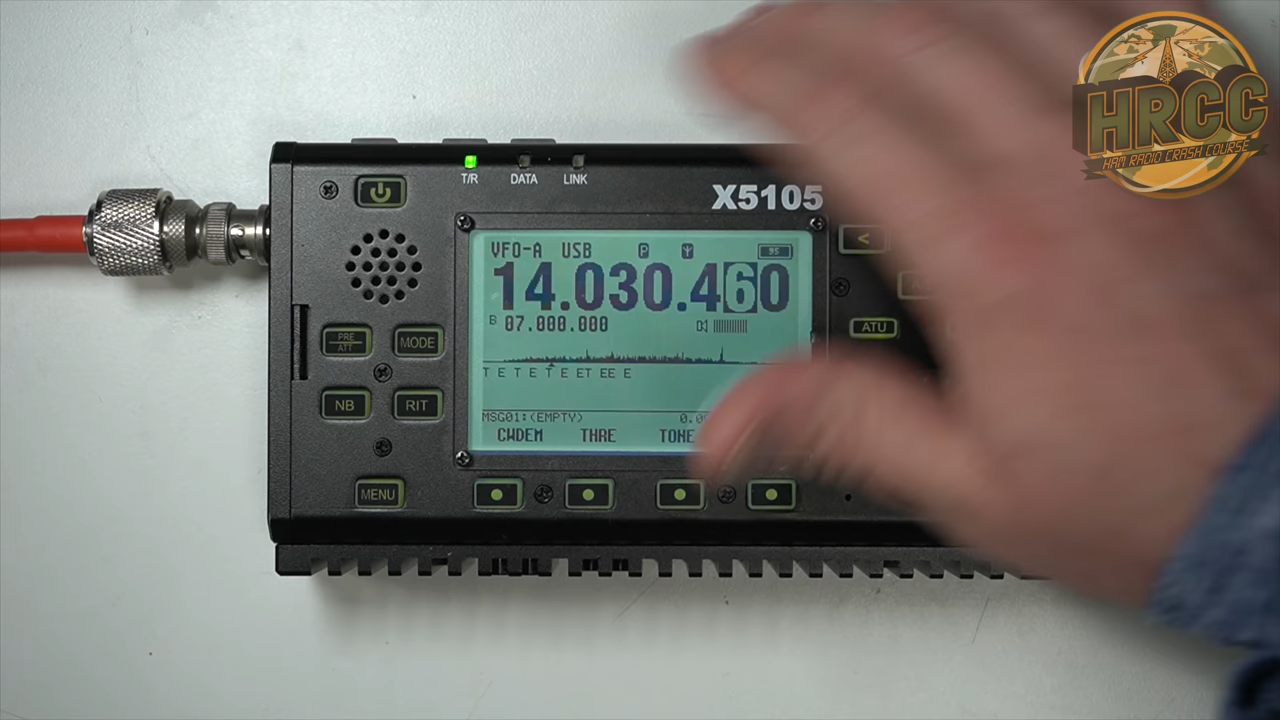 HRCC
HAM RADIO CRASH COURSE
T/R DATA LINK
X5105
VFO-A USB P 95
14.030.460
B 07.000.000
T E T E T E ET EE E
MSG01:(EMPTY)
CWDEM THRE TONE
<
PRE
ATT
MODE
ATU
NB RIT
MENU